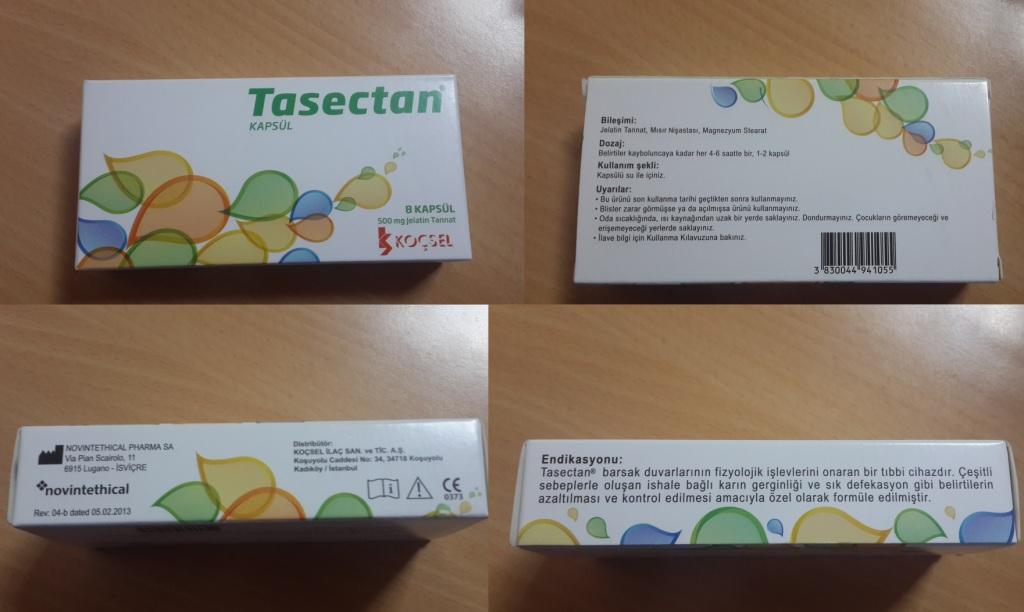 Tasectan®
KAPSÜL
8 KAPSÜL
500 mg Jelatin Tannat
KOÇSEL
Bileşimi:
Jelatin Tannat, Mısır Nişastası, Magnezyum Stearat
Dozaj:
Belirtiler kayboluncaya kadar her 4-6 saatte bir, 1-2 kapsül
Kullanım şekli:
Kapsülü su ile içiniz.
Uyarılar:
• Bu ürünü son kullanma tarihi geçtikten sonra kullanmayınız.
• Blister zarar görmüşse ya da açılmışsa ürünü kullanmayınız.
• Oda sıcaklığında, ısı kaynağından uzak bir yerde saklayınız. Dondurmayınız. Çocukların göremeyeceği ve
erişemeyeceği yerlerde saklayınız.
• İlave bilgi için Kullanma Kılavuzuna bakınız.
3 830044 941055
NOVINTETHICAL PHARMA SA
Via Pian Scairolo, 11
6915 Lugano - İSVİÇRE
novintethical
Rev. 04-b dated 05.02.2013
Distribütör:
KOÇSEL İLAÇ SAN. ve TİC. A.Ş.
Koşuyolu Caddesi No: 34, 34718 Koşuyolu
Kadıköy / İstanbul
CE
0373
Endikasyonu:
Tasectan® barsak duvarlarının fizyolojik işlevlerini onaran bir tıbbi cihazdır. Çeşitli
sebeplerle oluşan ishale bağlı karın gerginliği ve sık defekasyon gibi belirtilerin
azaltılması ve kontrol edilmesi amacıyla özel olarak formüle edilmiştir.